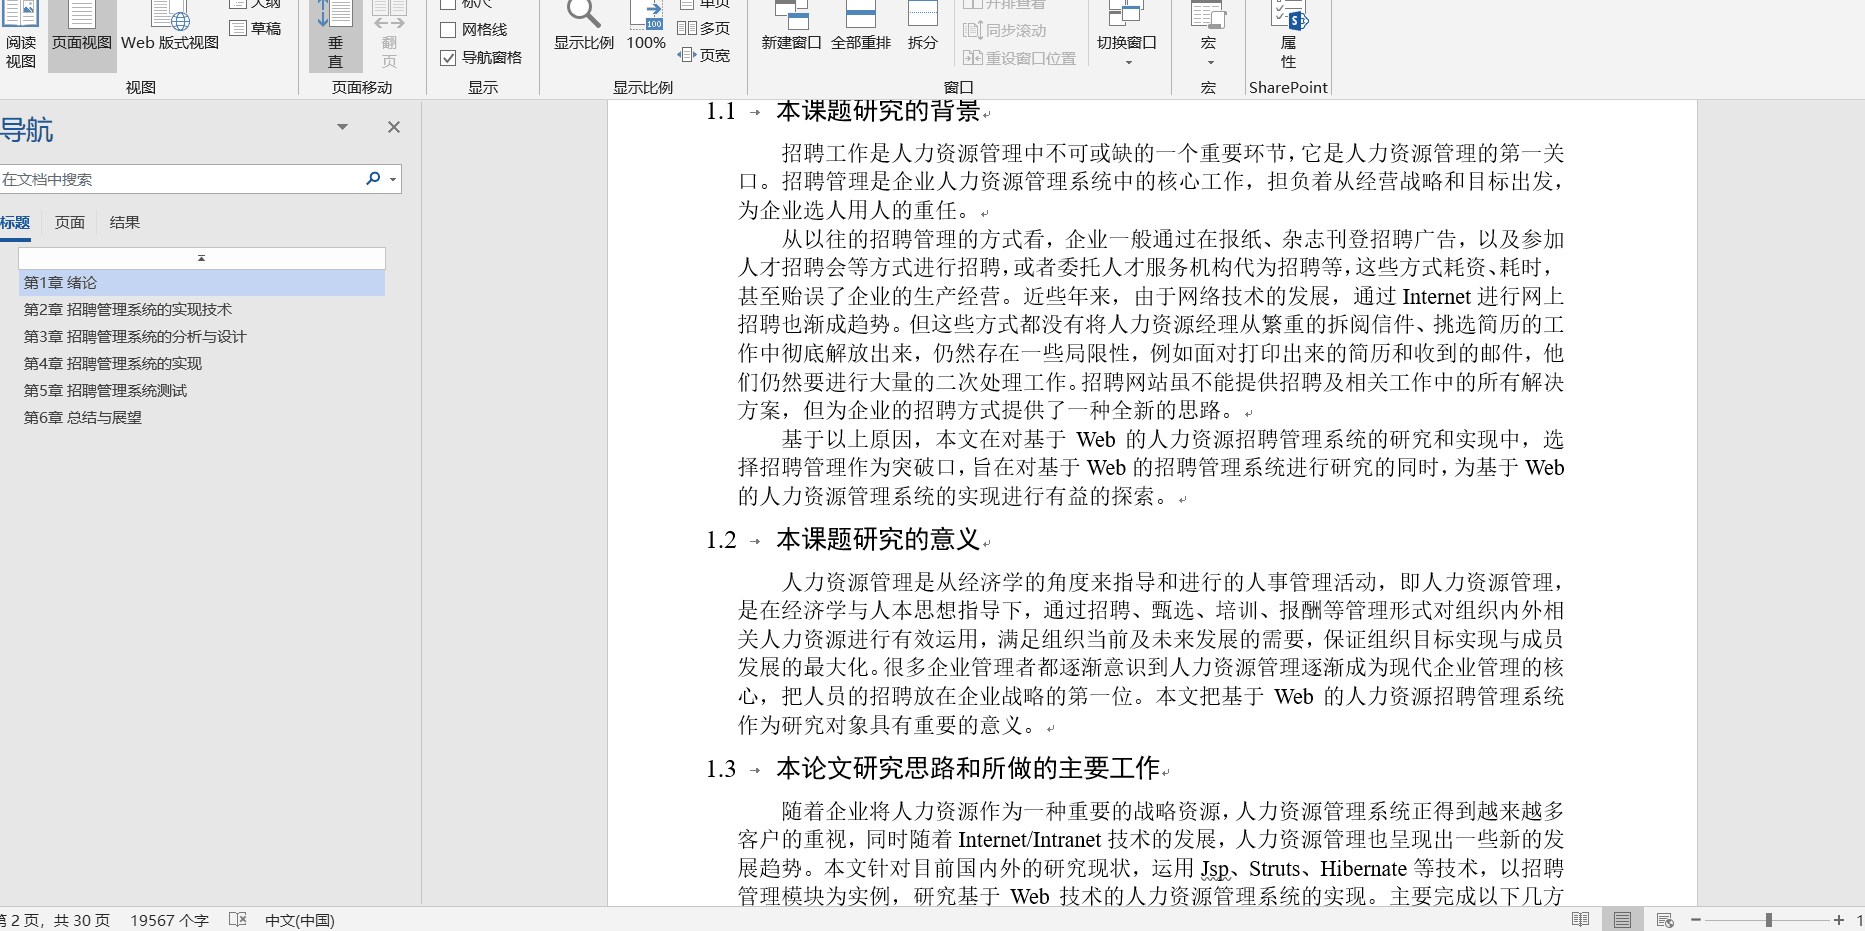 大纲
标尺
单页
并排查看
阅读
视图
页面视图
Web 版式视图
草稿
垂
直
翻
页
网格线
导航窗格
显示比例
100%
100
多页
页宽
新建窗口
全部重排
拆分
同步滚动
重设窗口位置
切换窗口
宏
属
性
视图
页面移动
显示
显示比例
窗口
宏
SharePoint
导航
在文档中搜索
标题 页面 结果
第1章 绪论
第2章 招聘管理系统的实现技术
第3章 招聘管理系统的分析与设计
第4章 招聘管理系统的实现
第5章 招聘管理系统测试
第6章 总结与展望
1.1 本课题研究的背景
招聘工作是人力资源管理中不可或缺的一个重要环节，它是人力资源管理的第一关
口。招聘管理是企业人力资源管理系统中的核心工作，担负着从经营战略和目标出发，
为企业选人用人的重任。
从以往的招聘管理的方式看，企业一般通过在报纸、杂志刊登招聘广告，以及参加
人才招聘会等方式进行招聘，或者委托人才服务机构代为招聘等，这些方式耗资、耗时，
甚至贻误了企业的生产经营。近些年来，由于网络技术的发展，通过 Internet 进行网上
招聘也渐成趋势。但这些方式都没有将人力资源经理从繁重的拆阅信件、挑选简历的工
作中彻底解放出来，仍然存在一些局限性，例如面对打印出来的简历和收到的邮件，他
们仍然要进行大量的二次处理工作。招聘网站虽不能提供招聘及相关工作中的所有解决
方案，但为企业的招聘方式提供了一种全新的思路。
基于以上原因，本文在对基于 Web 的人力资源招聘管理系统的研究和实现中，选
择招聘管理作为突破口，旨在对基于 Web 的招聘管理系统进行研究的同时，为基于 Web
的人力资源管理系统的实现进行有益的探索。
1.2 本课题研究的意义
人力资源管理是从经济学的角度来指导和进行的人事管理活动，即人力资源管理，
是在经济学与人本思想指导下，通过招聘、甄选、培训、报酬等管理形式对组织内外相
关人力资源进行有效运用，满足组织当前及未来发展的需要，保证组织目标实现与成员
发展的最大化。很多企业管理者都逐渐意识到人力资源管理逐渐成为现代企业管理的核
心，把人员的招聘放在企业战略的第一位。本文把基于 Web 的人力资源招聘管理系统
作为研究对象具有重要的意义。
1.3 本论文研究思路和所做的主要工作
随着企业将人力资源作为一种重要的战略资源，人力资源管理系统正得到越来越多
客户的重视，同时随着 Internet/Intranet 技术的发展，人力资源管理也呈现出一些新的发
展趋势。本文针对目前国内外的研究现状，运用 Jsp、Struts、Hibernate 等技术，以招聘
管理模块为实例，研究基于 Web 技术的人力资源管理系统的实现。主要完成以下几方
第 2 页，共 30 页 19567 个字 中文(中国) 1